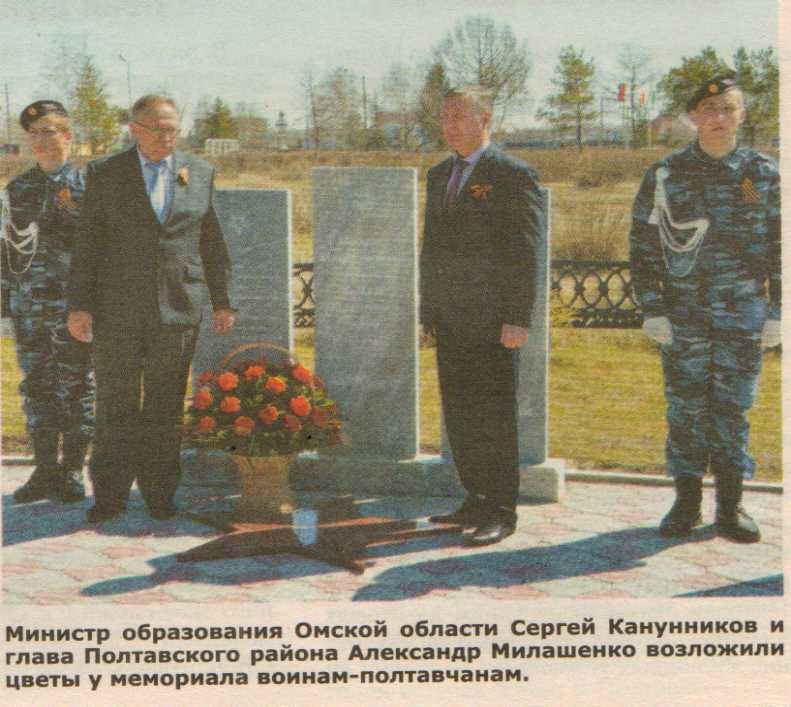 Министр образования Омской области Сергей Канунников и
глава Полтавского района Александр Милашенко возложили
цветы у мемориала воинам-полтавчанам.